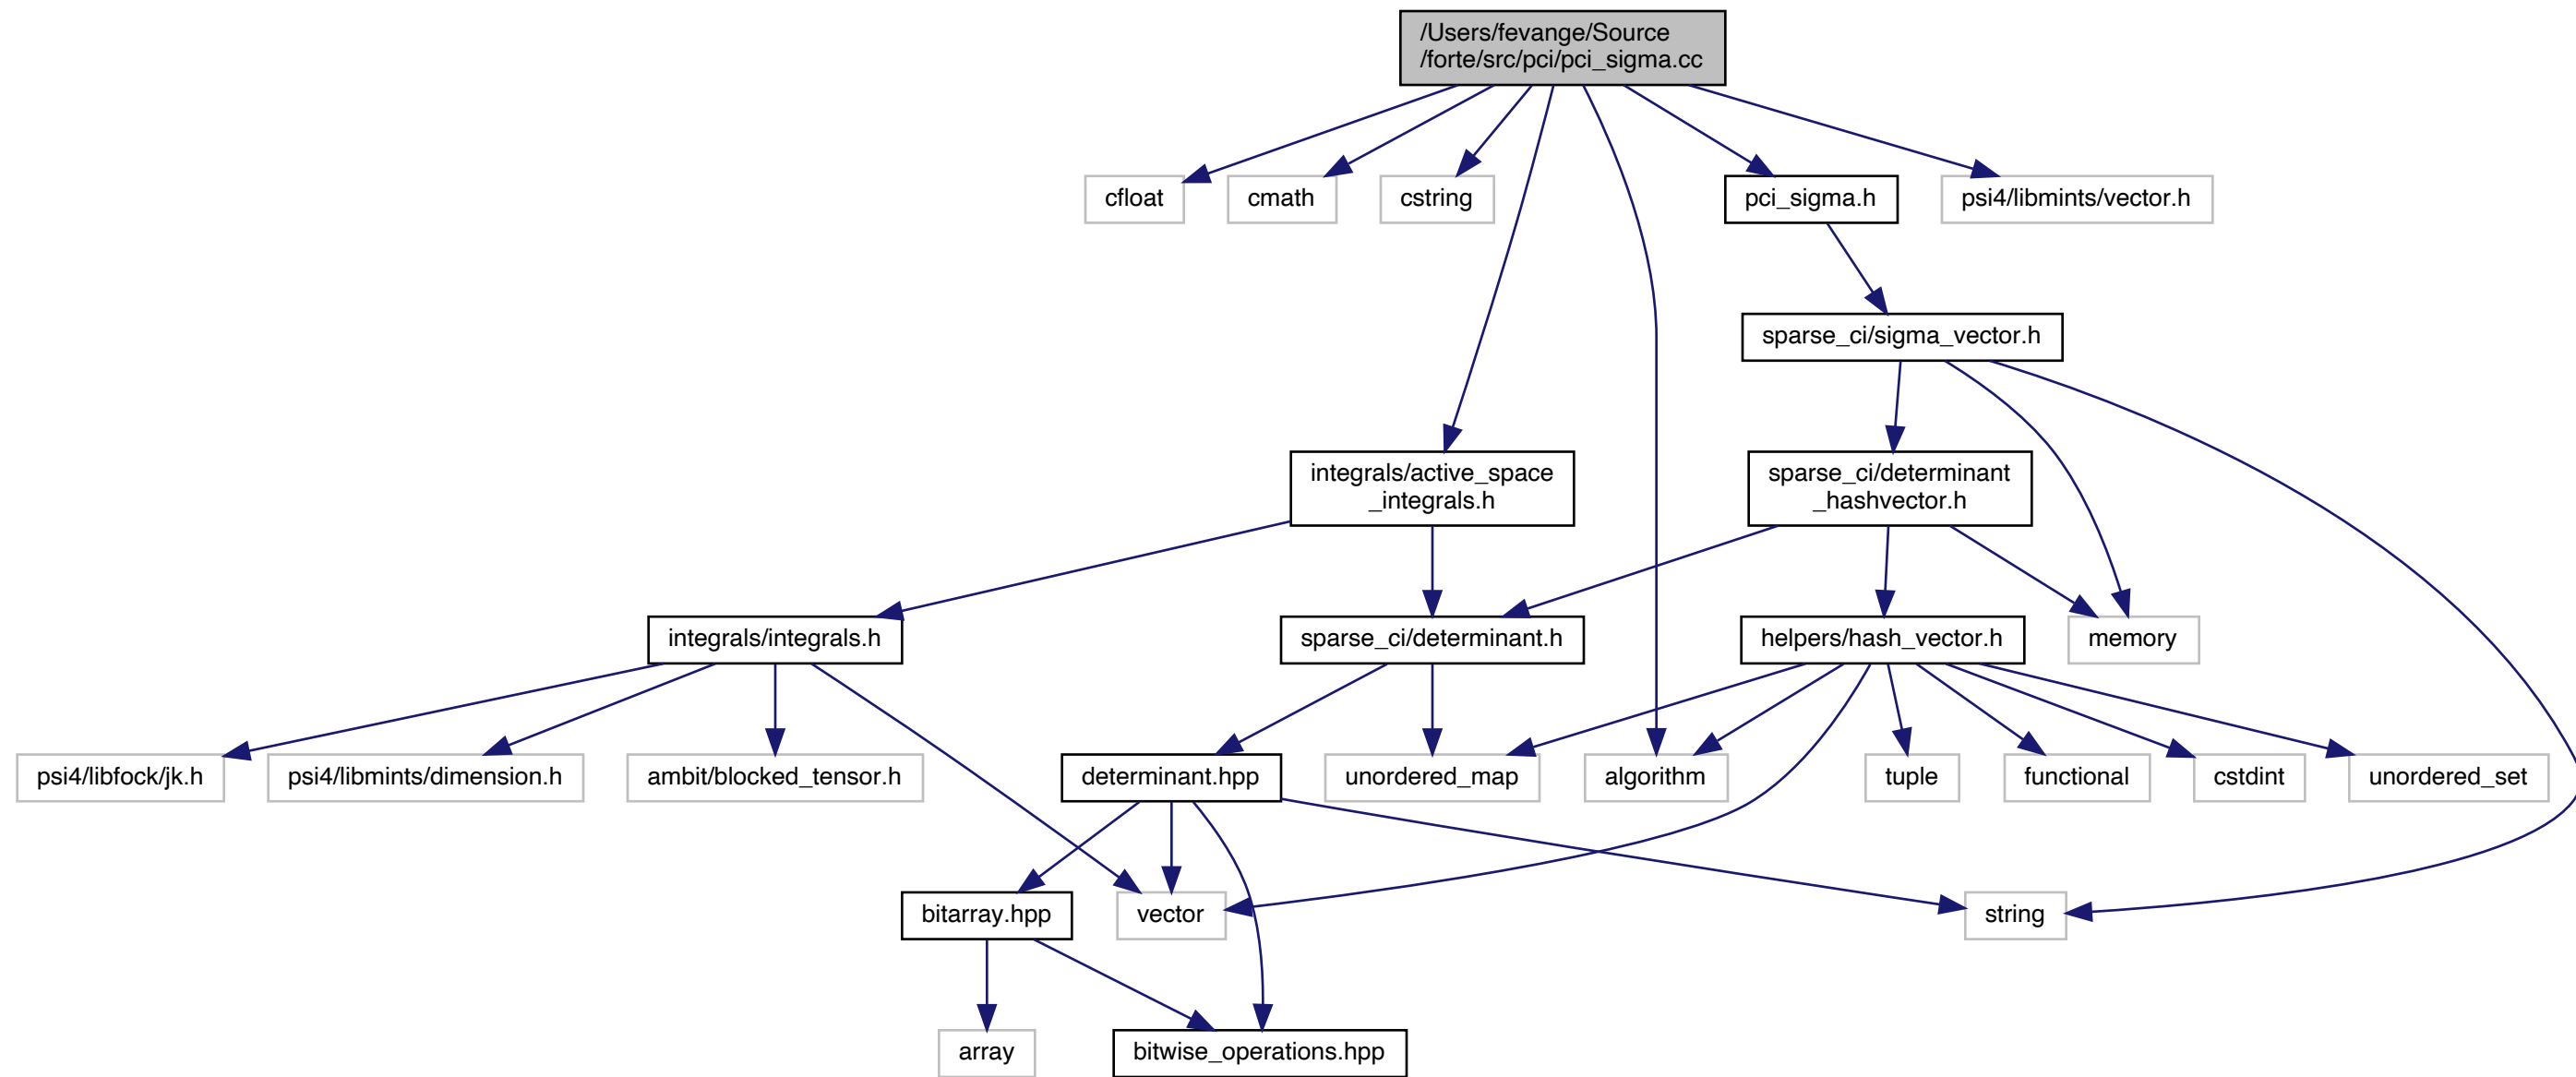 /Users/fevange/Source
/forte/src/pci/pci_sigma.cc
cfloat
cmath
cstring
pci_sigma.h
psi4/libmints/vector.h
sparse_ci/sigma_vector.h
integrals/active_space
_integrals.h
sparse_ci/determinant
_hashvector.h
integrals/integrals.h
sparse_ci/determinant.h
helpers/hash_vector.h
memory
psi4/libfock/jk.h
psi4/libmints/dimension.h
ambit/blocked_tensor.h
determinant.hpp
unordered_map
algorithm
tuple
functional
cstdint
unordered_set
bitarray.hpp
vector
string
array
bitwise_operations.hpp